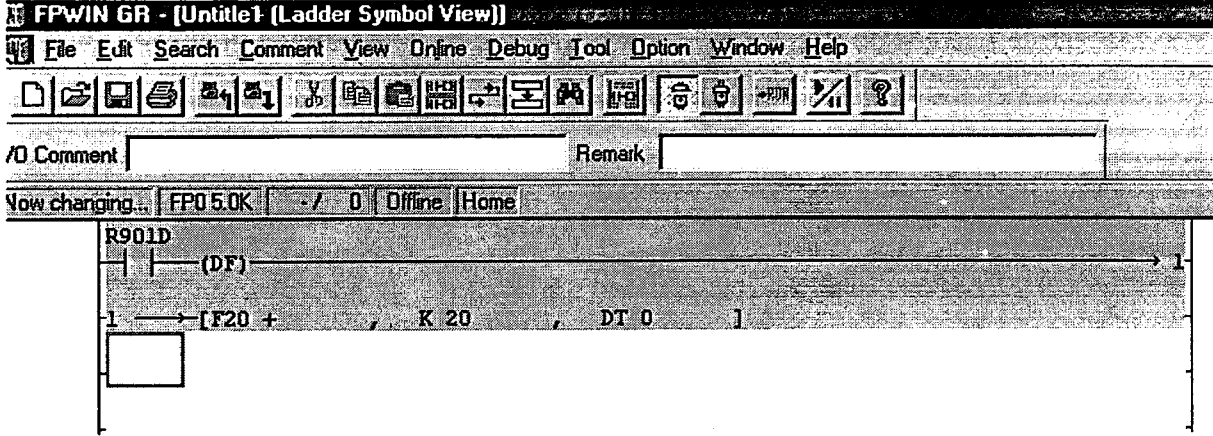 FPWIN GR - [Untitle1 (Ladder Symbol View)]
File Edit Search Comment View Online Debug Tool Option Window Help
I/O Comment Remark
Now changing... FP0 5.0K - / 0 Offline Home
R901D
(DF) 1
1 [F20 + , K 20 , DT 0 ]